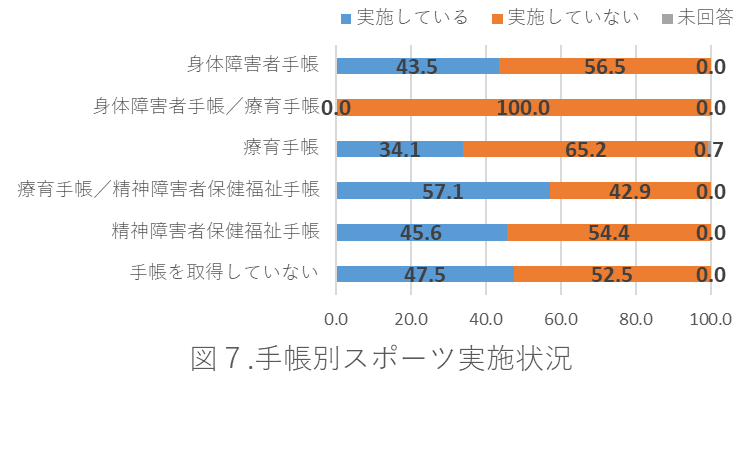 実施している 実施していない 未回答
身体障害者手帳 43.5 56.5 0.0
身体障害者手帳／療育手帳 0.0 100.0 0.0
療育手帳 34.1 65.2 0.7
療育手帳／精神障害者保健福祉手帳 57.1 42.9 0.0
精神障害者保健福祉手帳 45.6 54.4 0.0
手帳を取得していない 47.5 52.5 0.0
0.0 20.0 40.0 60.0 80.0 100.0
図７.手帳別スポーツ実施状況